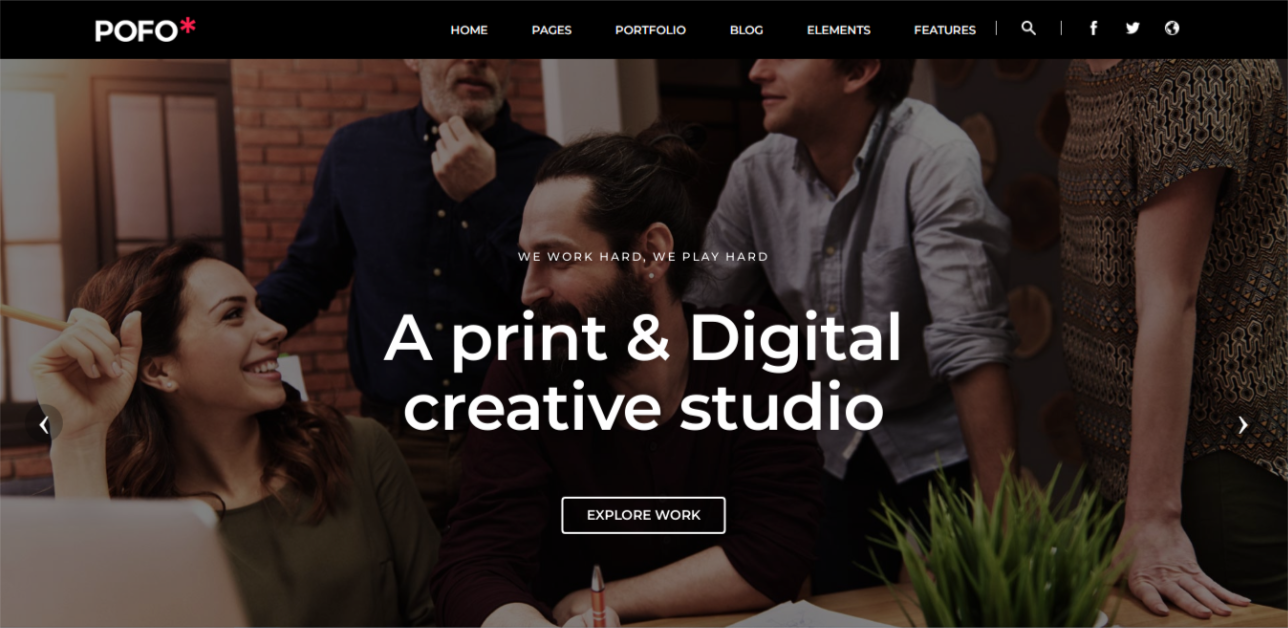 POFO*
HOME PAGES PORTFOLIO BLOG ELEMENTS FEATURES
WE WORK HARD, WE PLAY HARD
A print & Digital
creative studio
EXPLORE WORK